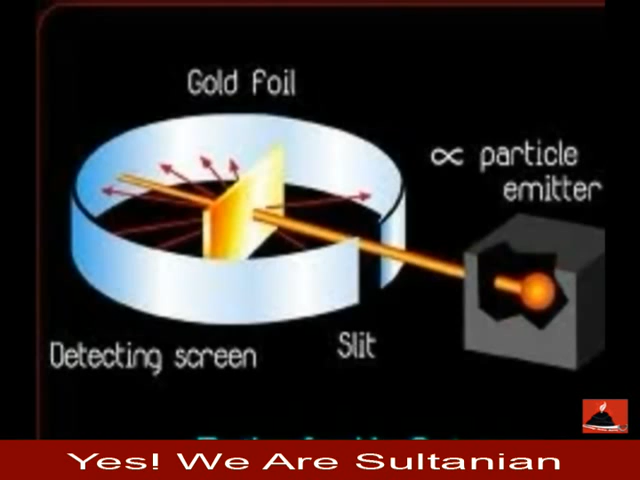 Gold Foil
∝ particle
emitter
Slit
Detecting screen
Yes! We Are Sultanian